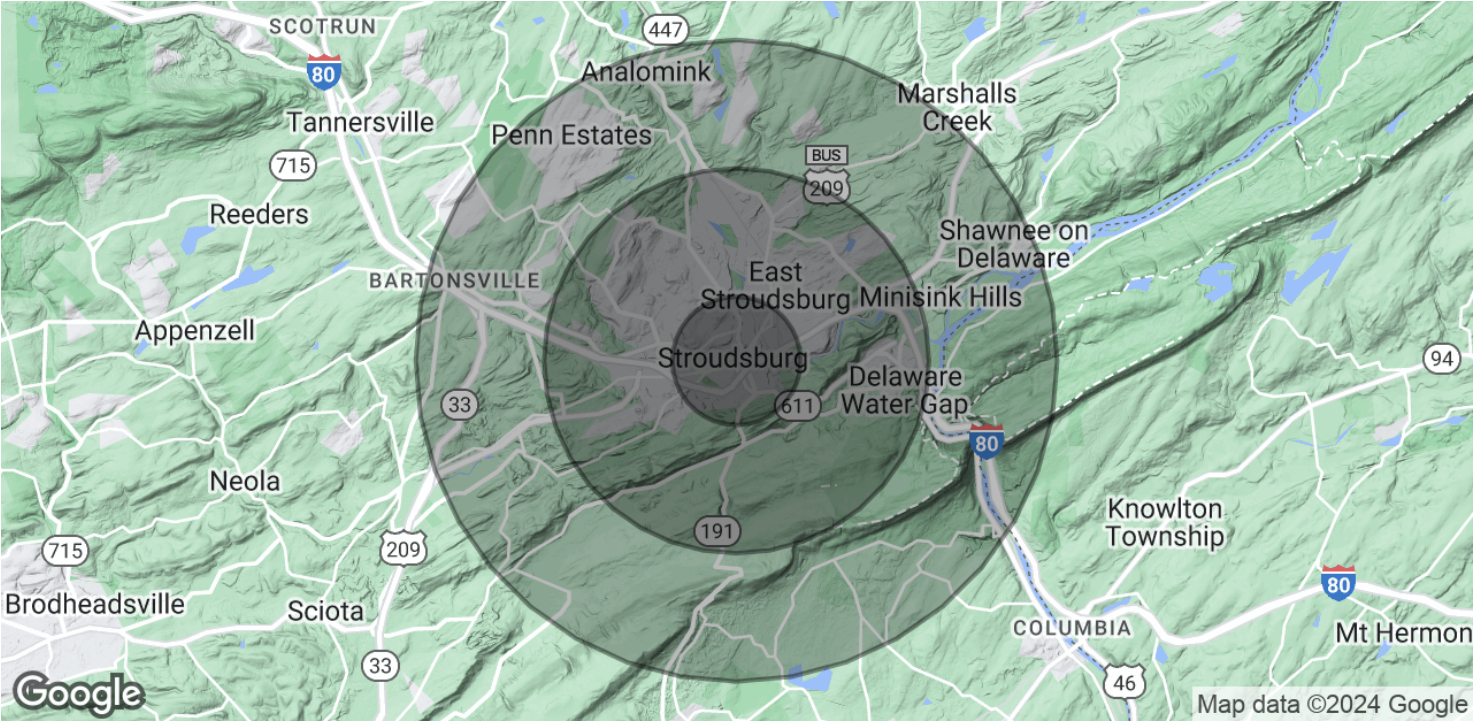 SCOTRUN
447
80
Analomink
Marshalls
Creek
Tannersville
Penn Estates
BUS
209
715
Reeders
Shawnee on
Delaware
BARTONSVILLE
East
Stroudsburg
Minisink Hills
Appenzell
Stroudsburg
94
Delaware
Water Gap
33
611
80
Neola
Knowlton
Township
191
715
209
80
Brodheadsville
Sciota
COLUMBIA
Mt Hermon
33
46
Google
Map data ©2024 Google